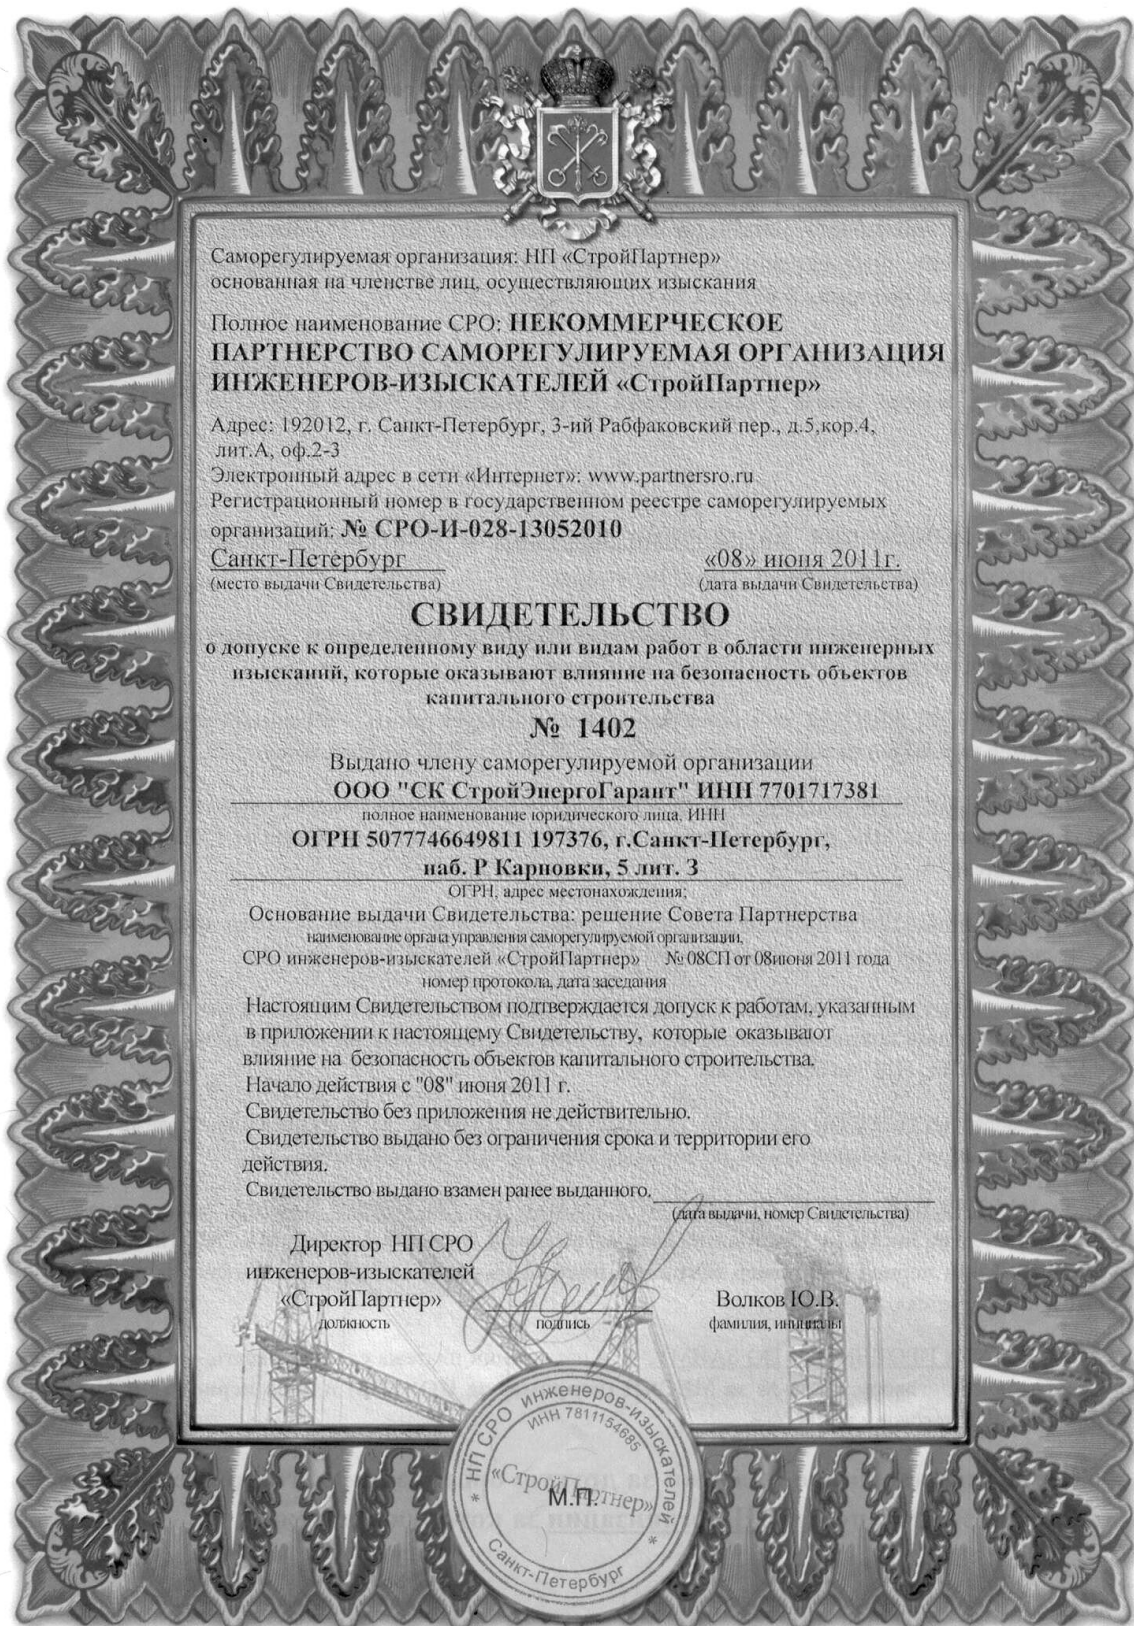 Саморегулируемая организация: НП «СтройПартнер»
основанная на членстве лиц, осуществляющих изыскания
Полное наименование СРО: НЕКОММЕРЧЕСКОЕ
ПАРТНЕРСТВО САМОРЕГУЛИРУЕМАЯ ОРГАНИЗАЦИЯ
ИНЖЕНЕРОВ-ИЗЫСКАТЕЛЕЙ «СтройПартнер»
Адрес: 192012, г. Санкт-Петербург, 3-ий Рабфаковский пер., д.5,кор.4,
лит.А, оф.2-3
Электронный адрес в сети «Интернет»: www.partnersro.ru
Регистрационный номер в государственном реестре саморегулируемых
организаций: № СРО-И-028-13052010
Санкт-Петербург «08» июня 2011г.
(место выдачи Свидетельства) (дата выдачи Свидетельства)
СВИДЕТЕЛЬСТВО
о допуске к определенному виду или видам работ в области инженерных
изысканий, которые оказывают влияние на безопасность объектов
капитального строительства
№ 1402
Выдано члену саморегулируемой организации
ООО "СК СтройЭнергоГарант" ИНН 7701717381
полное наименование юридического лица, ИНН
ОГРН 5077746649811 197376, г.Санкт-Петербург,
наб. Р Карповки, 5 лит. З
ОГРН, адрес местонахождения;
Основание выдачи Свидетельства: решение Совета Партнерства
наименование органа управления саморегулируемой организации,
СРО инженеров-изыскателей «СтройПартнер» № 08СП от 08июня 2011 года
номер протокола, дата заседания
Настоящим Свидетельством подтверждается допуск к работам, указанным
в приложении к настоящему Свидетельству, которые оказывают
влияние на безопасность объектов капитального строительства.
Начало действия с "08" июня 2011 г.
Свидетельство без приложения не действительно.
Свидетельство выдано без ограничения срока и территории его
действия.
Свидетельство выдано взамен ранее выданного.
(дата выдачи, номер Свидетельства)
Директор НП СРО
инженеров-изыскателей
«СтройПартнер» Волков Ю.В.
должность подпись фамилия, инициалы
* НП СРО инженеров-изыскателей *
ИНН 7811154685
«СтройПартнер»
М.П.
Санкт-Петербург